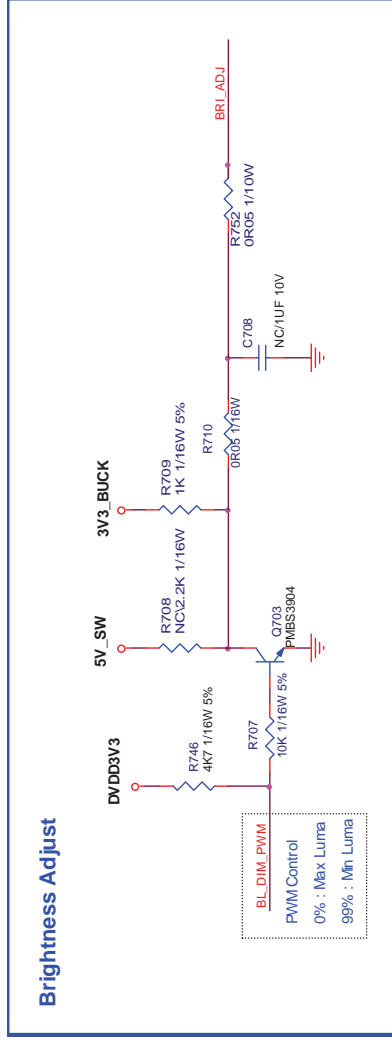 Brightness Adjust
DVDD3V3
5V_SW
3V3_BUCK
R746
4K7 1/16W 5%
R708
NC\2.2K 1/16W
R709
1K 1/16W 5%
BL_DIM_PWM
PWM Control
0% : Max Luma
99% : Min Luma
R707
10K 1/16W 5%
Q703
PMBS3904
R710
0R05 1/16W
C708
NC/1UF 10V
R752
0R05 1/10W
BRI_ADJ